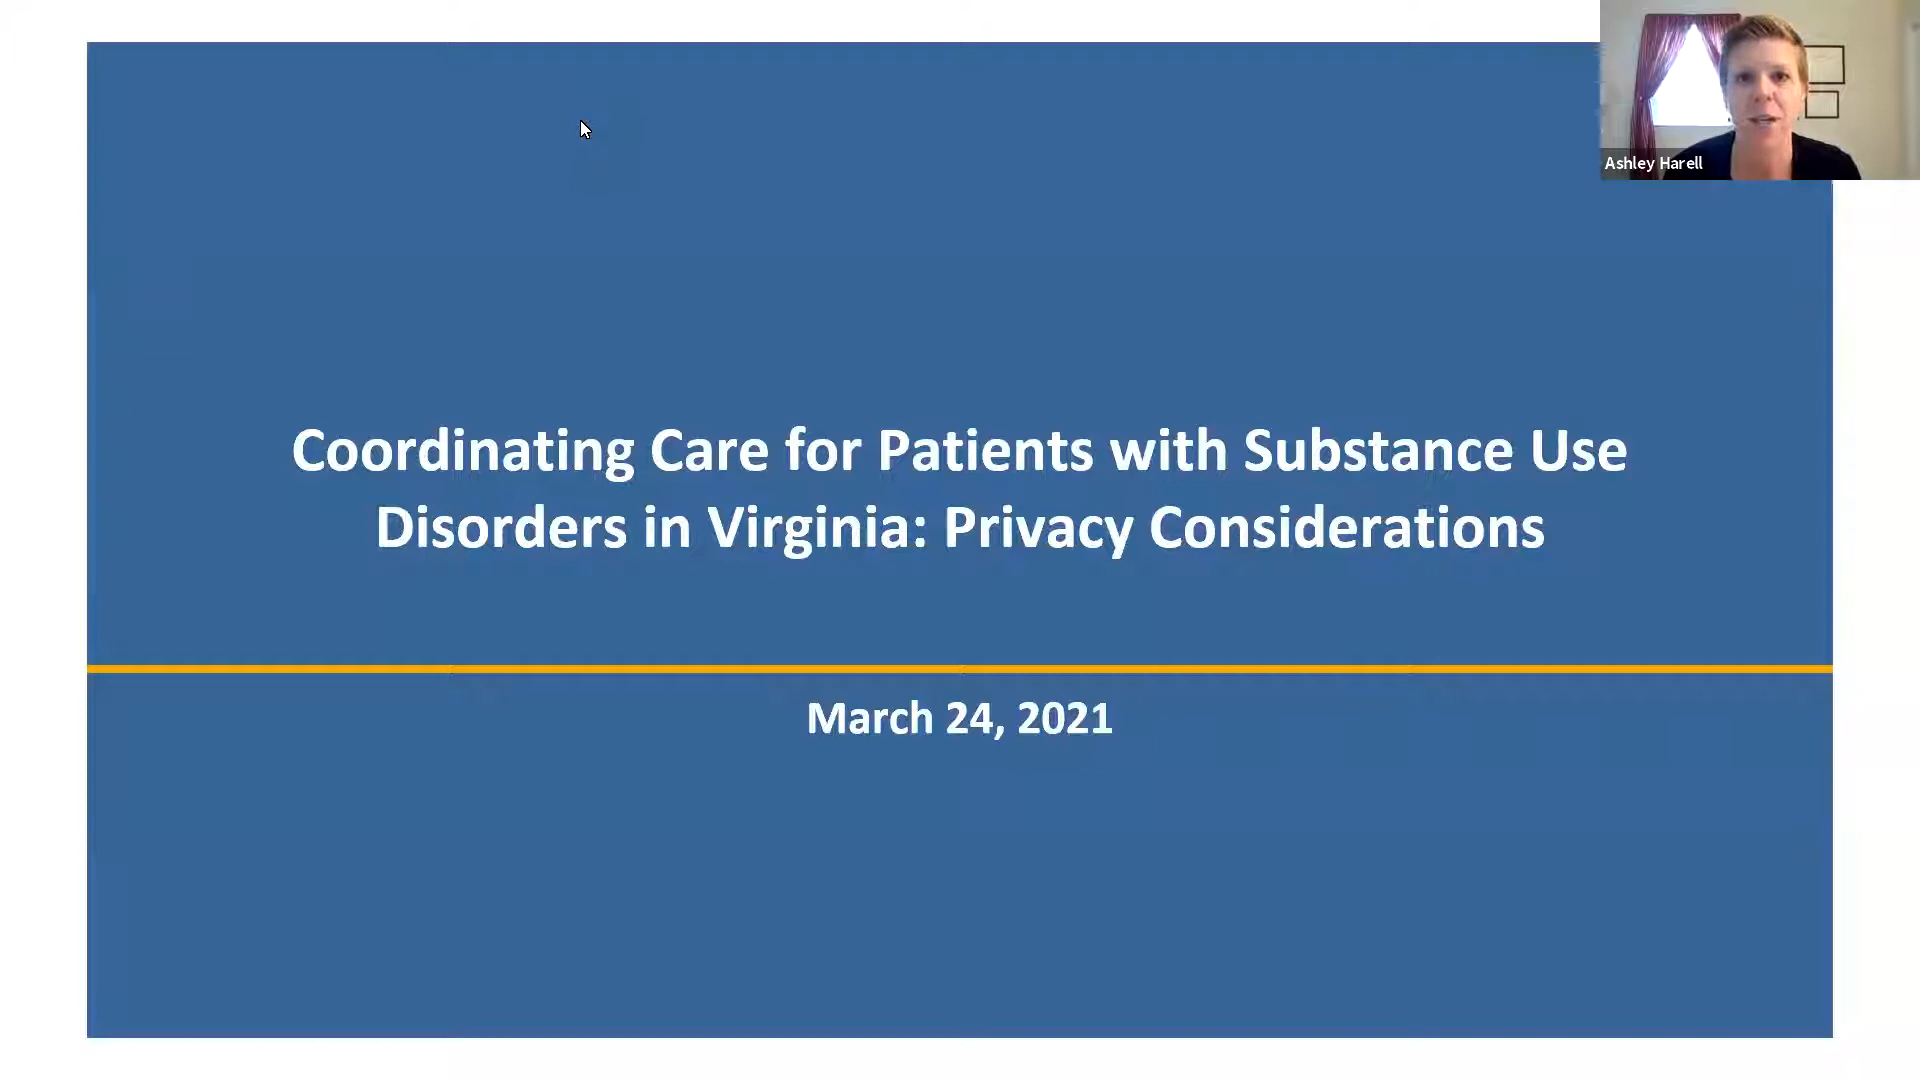 Coordinating Care for Patients with Substance Use
Disorders in Virginia: Privacy Considerations
March 24, 2021
Ashley Harell